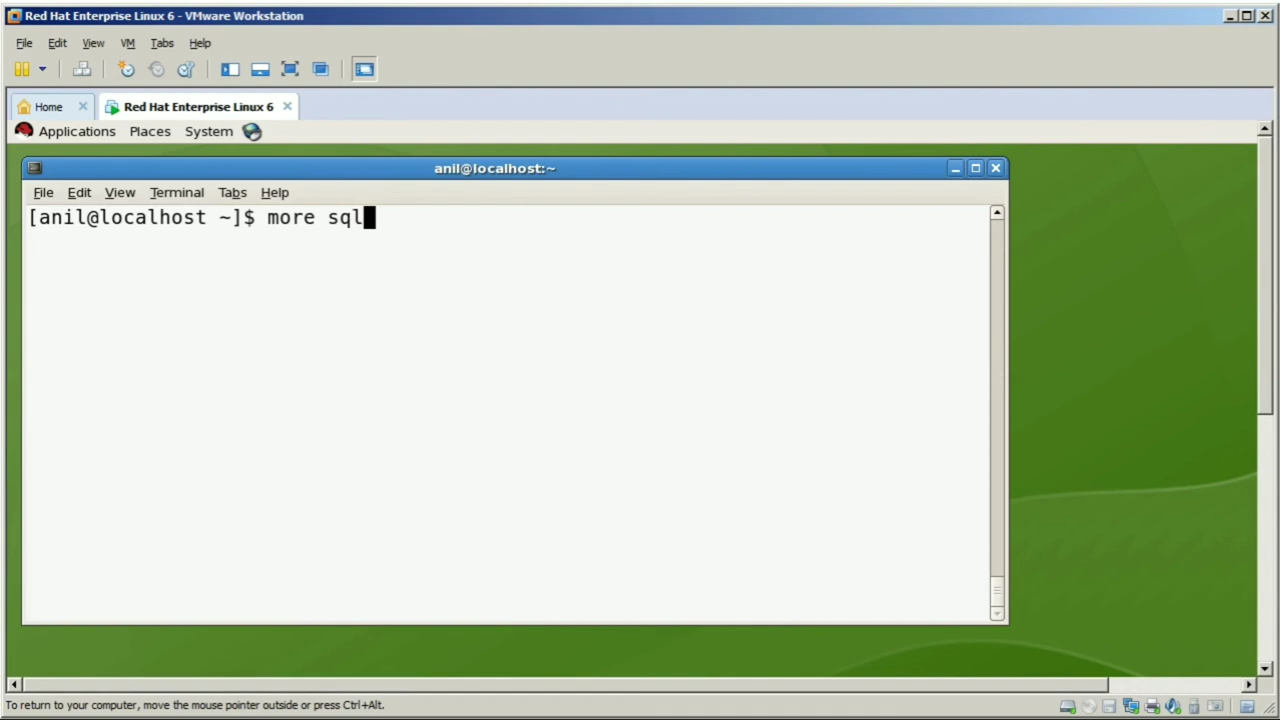 Red Hat Enterprise Linux 6 - VMware Workstation
File Edit View VM Tabs Help
Home Red Hat Enterprise Linux 6
Applications Places System
anil@localhost:~
File Edit View Terminal Tabs Help
[anil@localhost ~]$ more sql
To return to your computer, move the mouse pointer outside or press Ctrl+Alt.